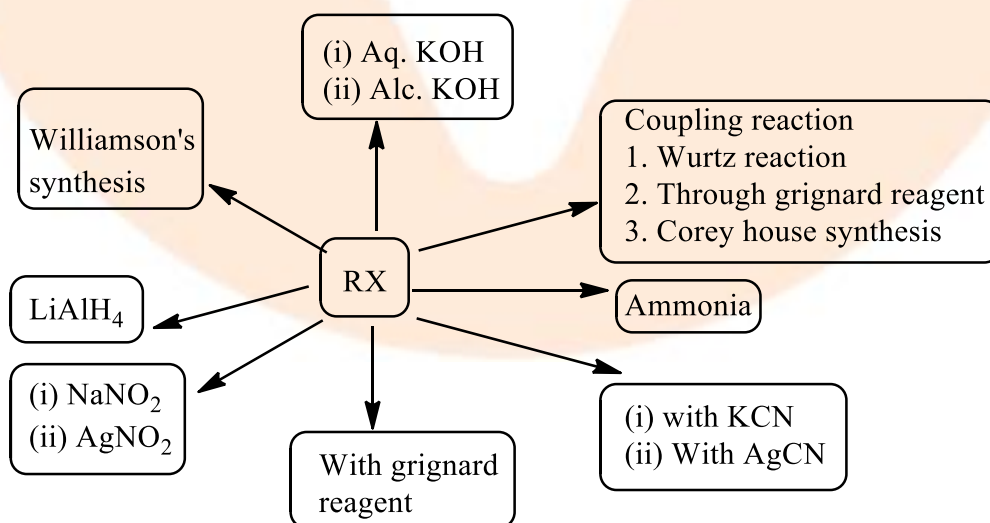 (i) Aq. KOH
(ii) Alc. KOH
Williamson's
synthesis
Coupling reaction
1. Wurtz reaction
2. Through grignard reagent
3. Corey house synthesis
RX
LiAlH₄
Ammonia
(i) NaNO₂
(ii) AgNO₂
With grignard
reagent
(i) with KCN
(ii) With AgCN